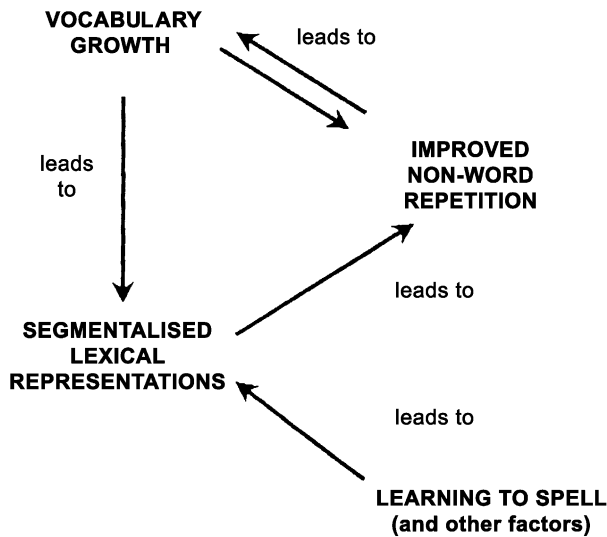 VOCABULARY
GROWTH
leads to
leads
to
IMPROVED
NON-WORD
REPETITION
leads to
SEGMENTALISED
LEXICAL
REPRESENTATIONS
leads to
LEARNING TO SPELL
(and other factors)